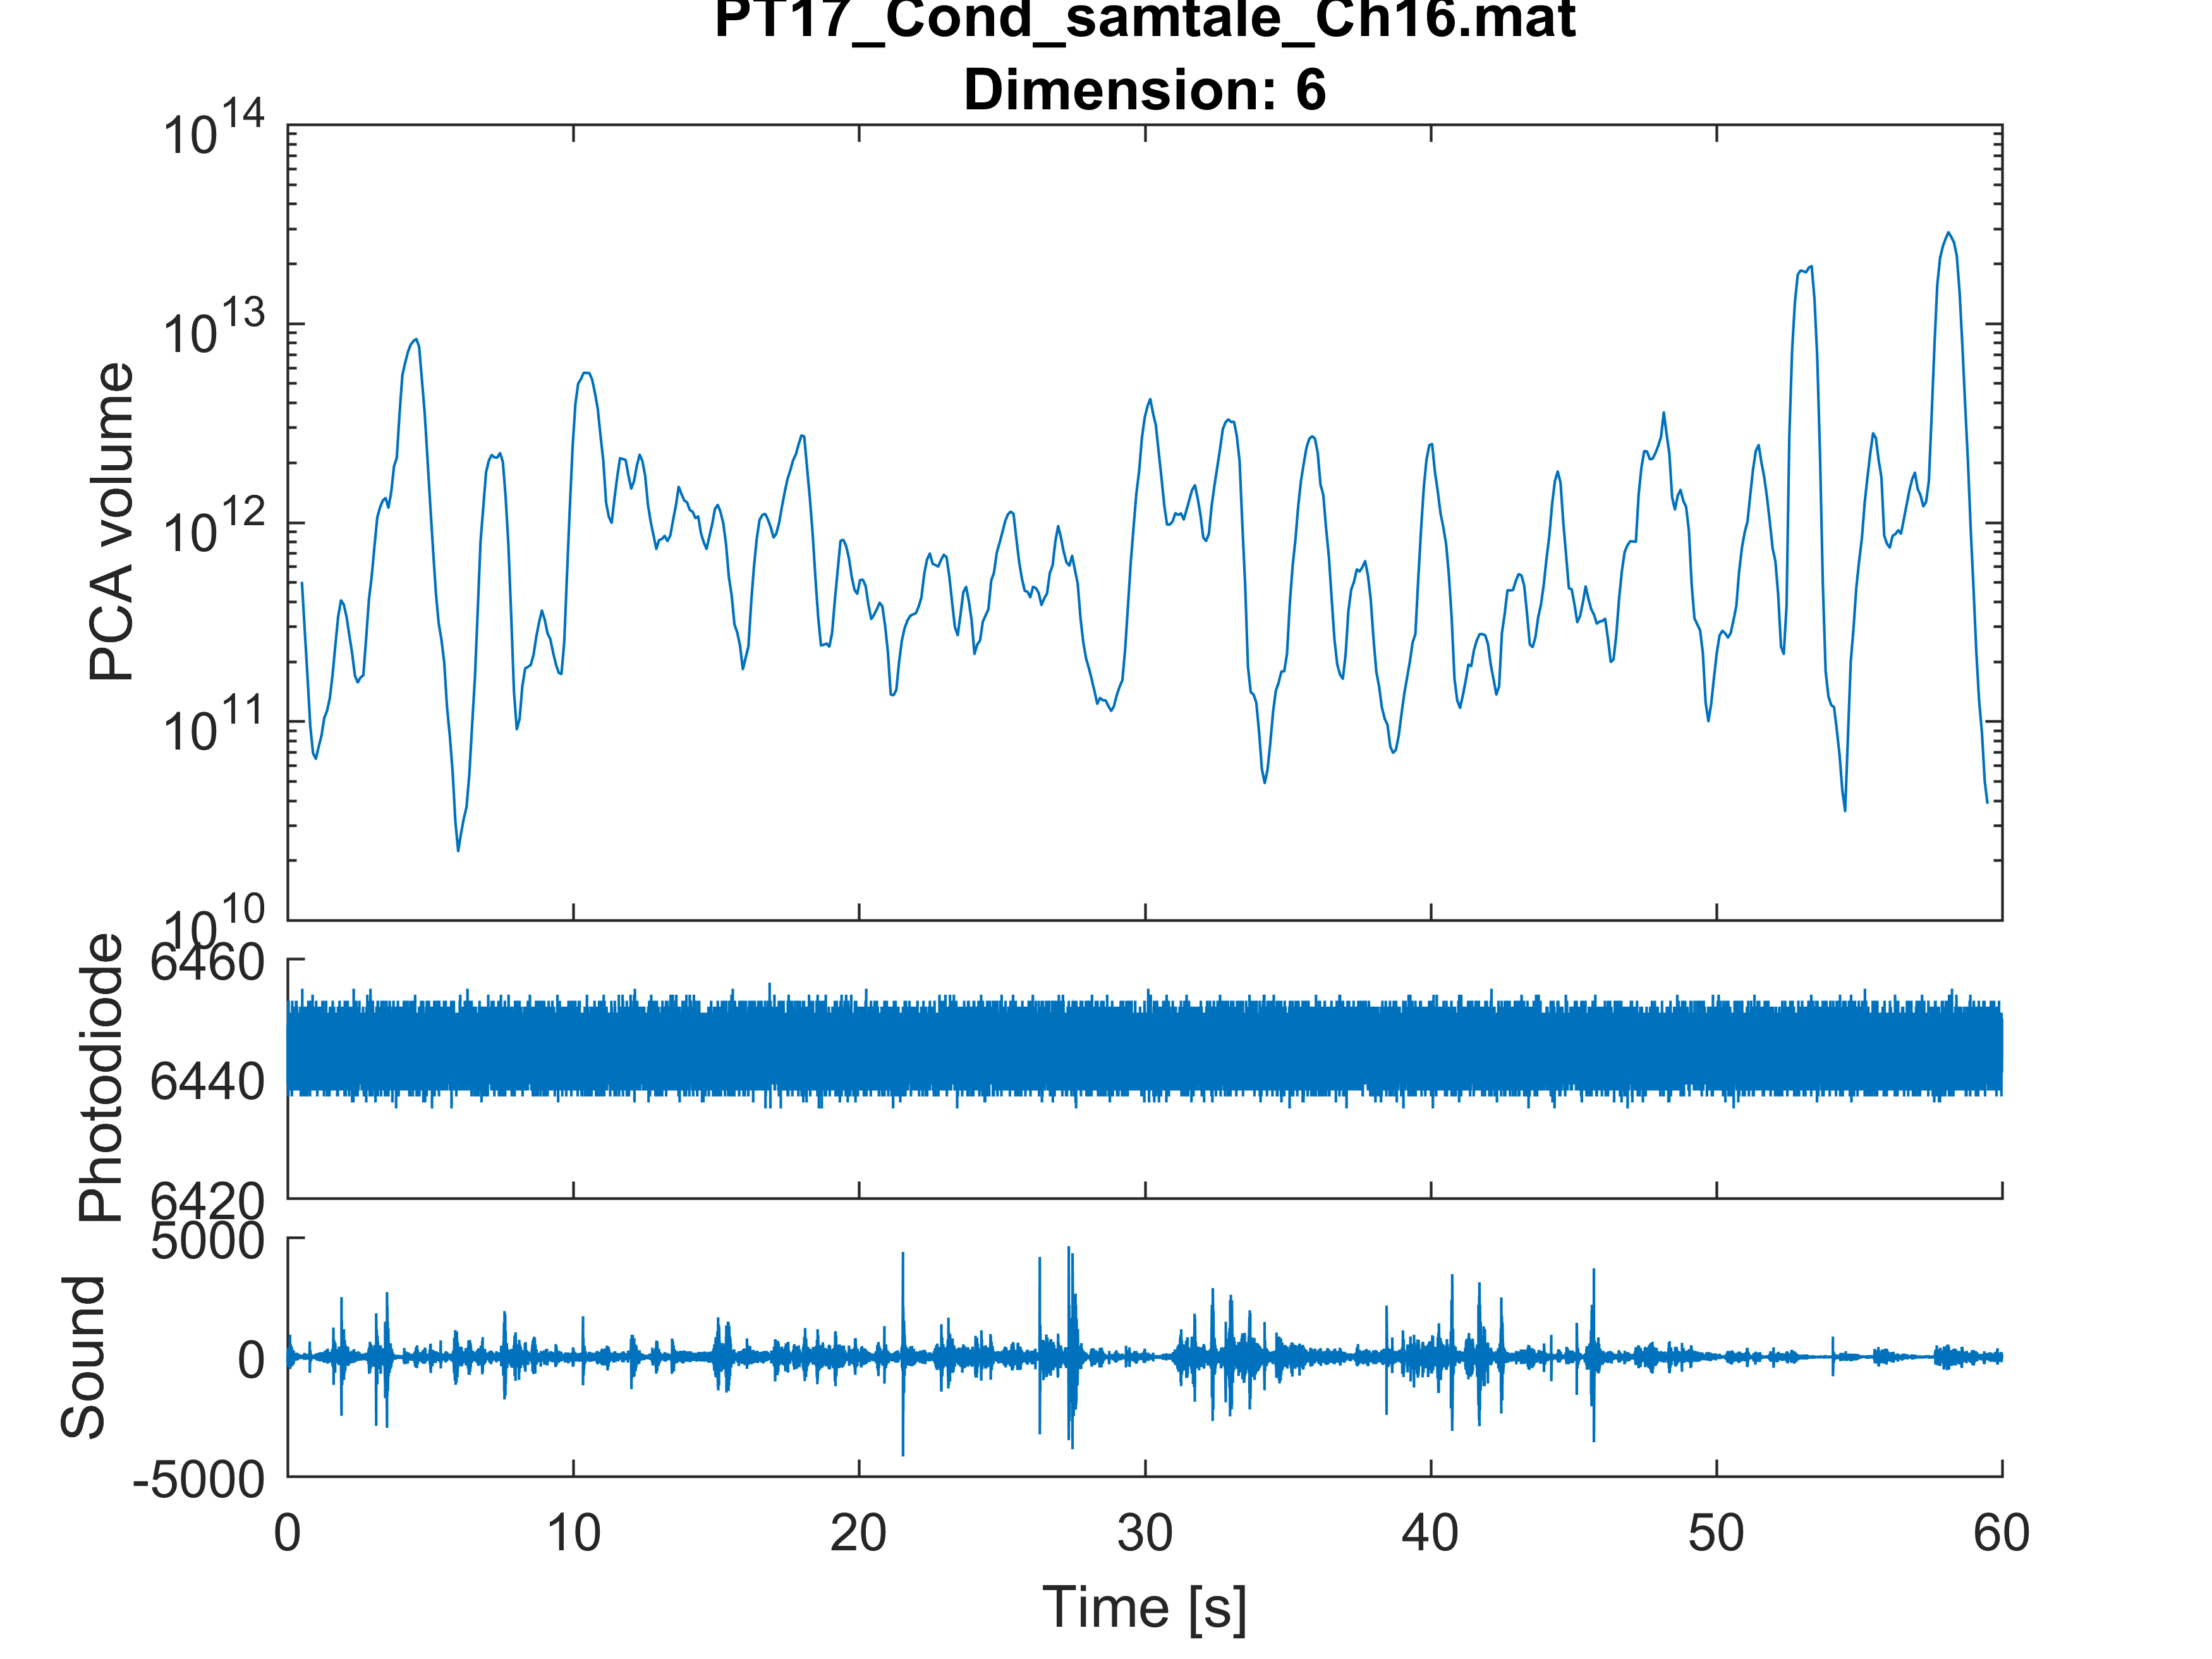 PT17_Cond_samtale_Ch16.mat
Dimension: 6
10^14
10^13
10^12
10^11
10^10
PCA volume
6460
6440
6420
Photodiode
5000
0
-5000
Sound
0 10 20 30 40 50 60
Time [s]